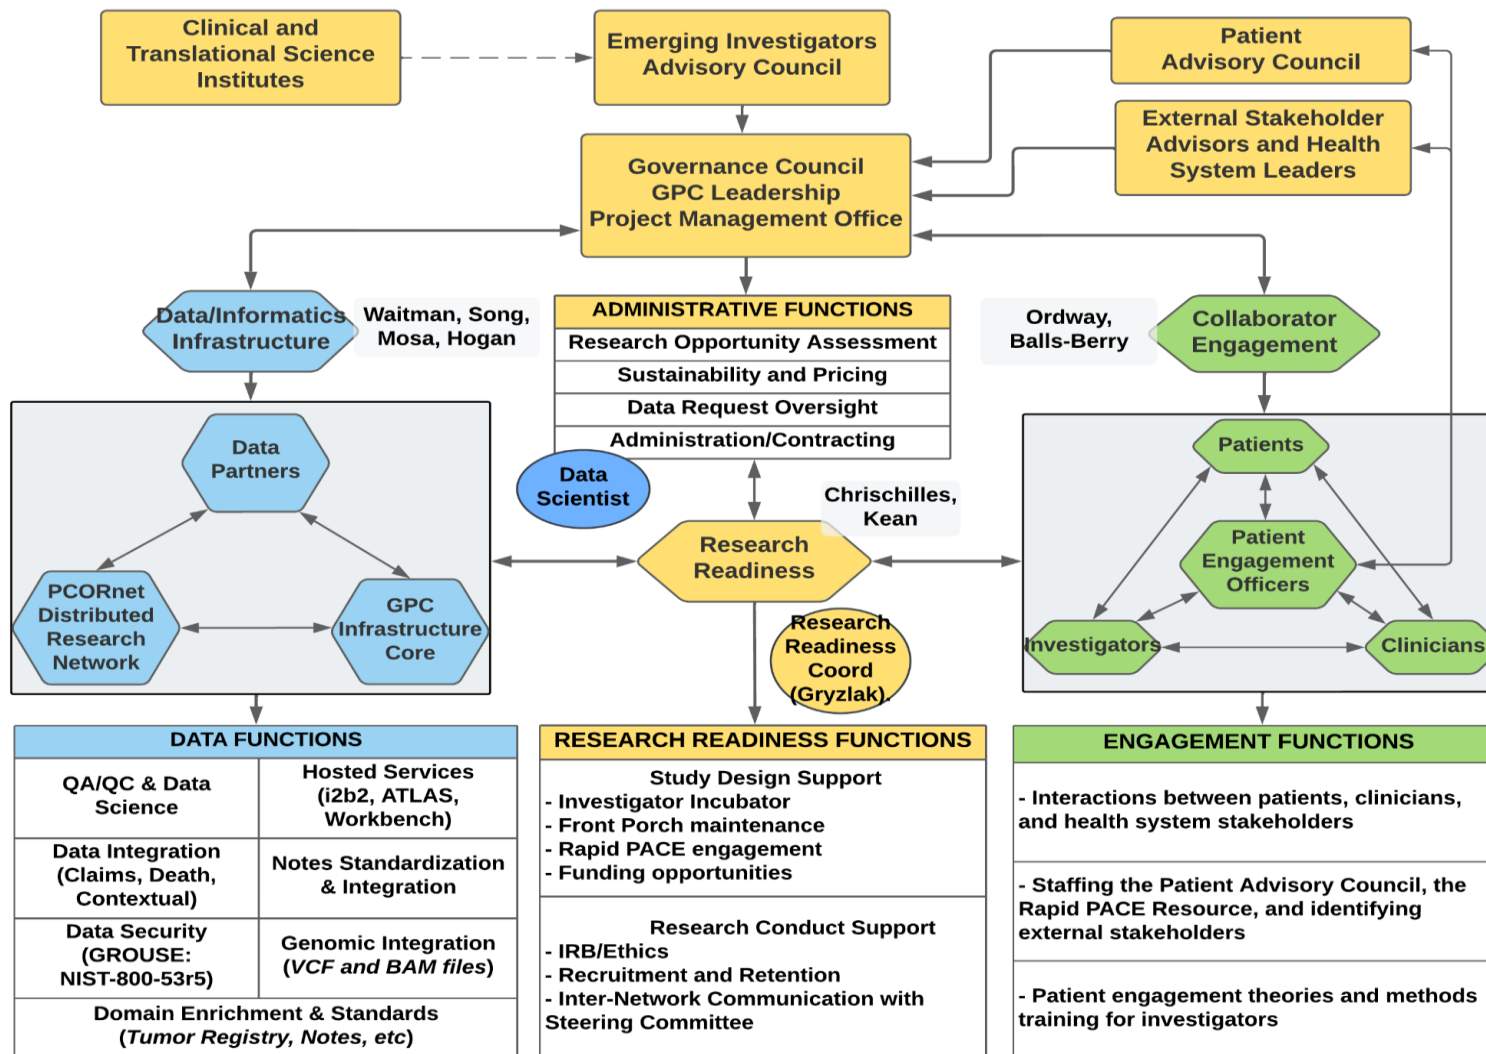 Clinical and
Translational Science
Institutes
Emerging Investigators
Advisory Council
Patient
Advisory Council
External Stakeholder
Advisors and Health
System Leaders
Governance Council
GPC Leadership
Project Management Office
Data/Informatics
Infrastructure
Waitman, Song,
Mosa, Hogan
ADMINISTRATIVE FUNCTIONS
Research Opportunity Assessment
Sustainability and Pricing
Data Request Oversight
Administration/Contracting
Ordway,
Balls-Berry
Collaborator
Engagement
Data
Partners
PCORnet
Distributed
Research
Network
GPC
Infrastructure
Core
Data
Scientist
Chrischilles,
Kean
Research
Readiness
Research
Readiness
Coord
(Gryzlak).
Patients
Patient
Engagement
Officers
Investigators
Clinicians
DATA FUNCTIONS
QA/QC & Data
Science
Hosted Services
(i2b2, ATLAS,
Workbench)
Data Integration
(Claims, Death,
Contextual)
Notes Standardization
& Integration
Data Security
(GROUSE:
NIST-800-53r5)
Genomic Integration
(VCF and BAM files)
Domain Enrichment & Standards
(Tumor Registry, Notes, etc)
RESEARCH READINESS FUNCTIONS
Study Design Support
- Investigator Incubator
- Front Porch maintenance
- Rapid PACE engagement
- Funding opportunities
Research Conduct Support
- IRB/Ethics
- Recruitment and Retention
- Inter-Network Communication with
Steering Committee
ENGAGEMENT FUNCTIONS
- Interactions between patients, clinicians,
and health system stakeholders
- Staffing the Patient Advisory Council, the
Rapid PACE Resource, and identifying
external stakeholders
- Patient engagement theories and methods
training for investigators